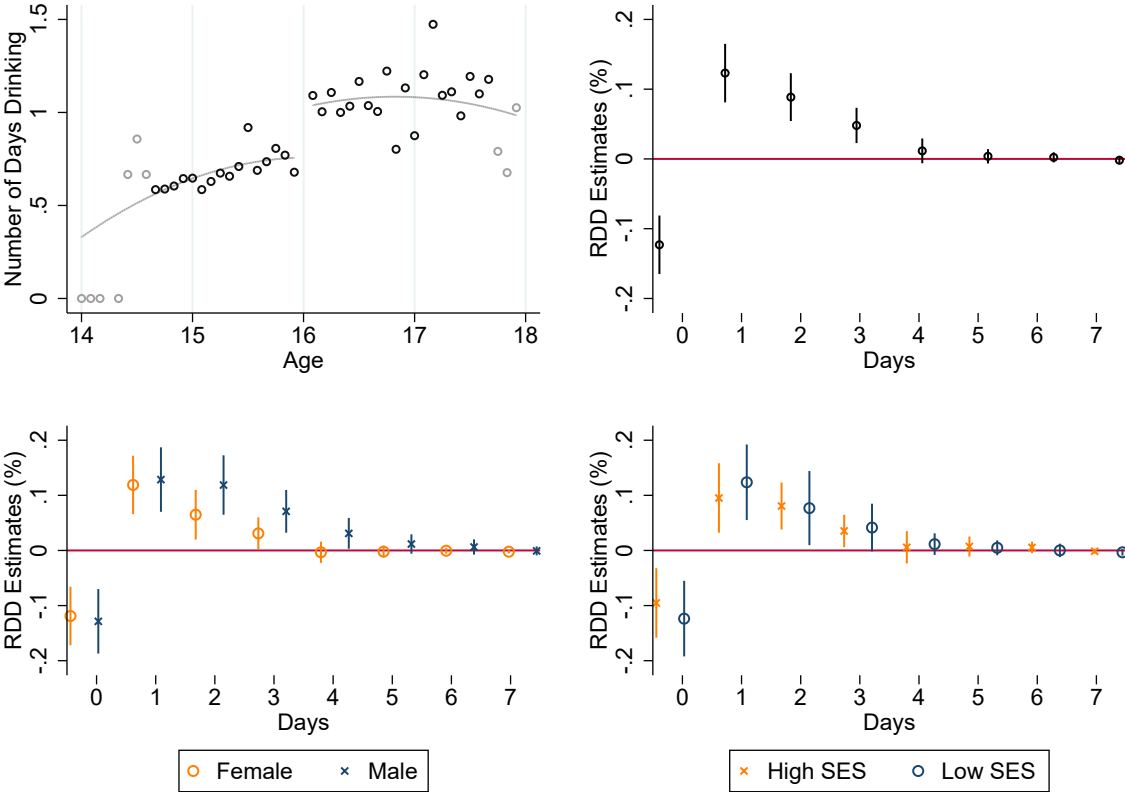 Number of Days Drinking
1.5
1
.5
0
14 15 16 17 18
Age
RDD Estimates (%)
.2
.1
0
-.1
-.2
0 1 2 3 4 5 6 7
Days
RDD Estimates (%)
.2
.1
0
-.1
-.2
0 1 2 3 4 5 6 7
Days
Female Male
RDD Estimates (%)
.2
.1
0
-.1
-.2
0 1 2 3 4 5 6 7
Days
High SES Low SES